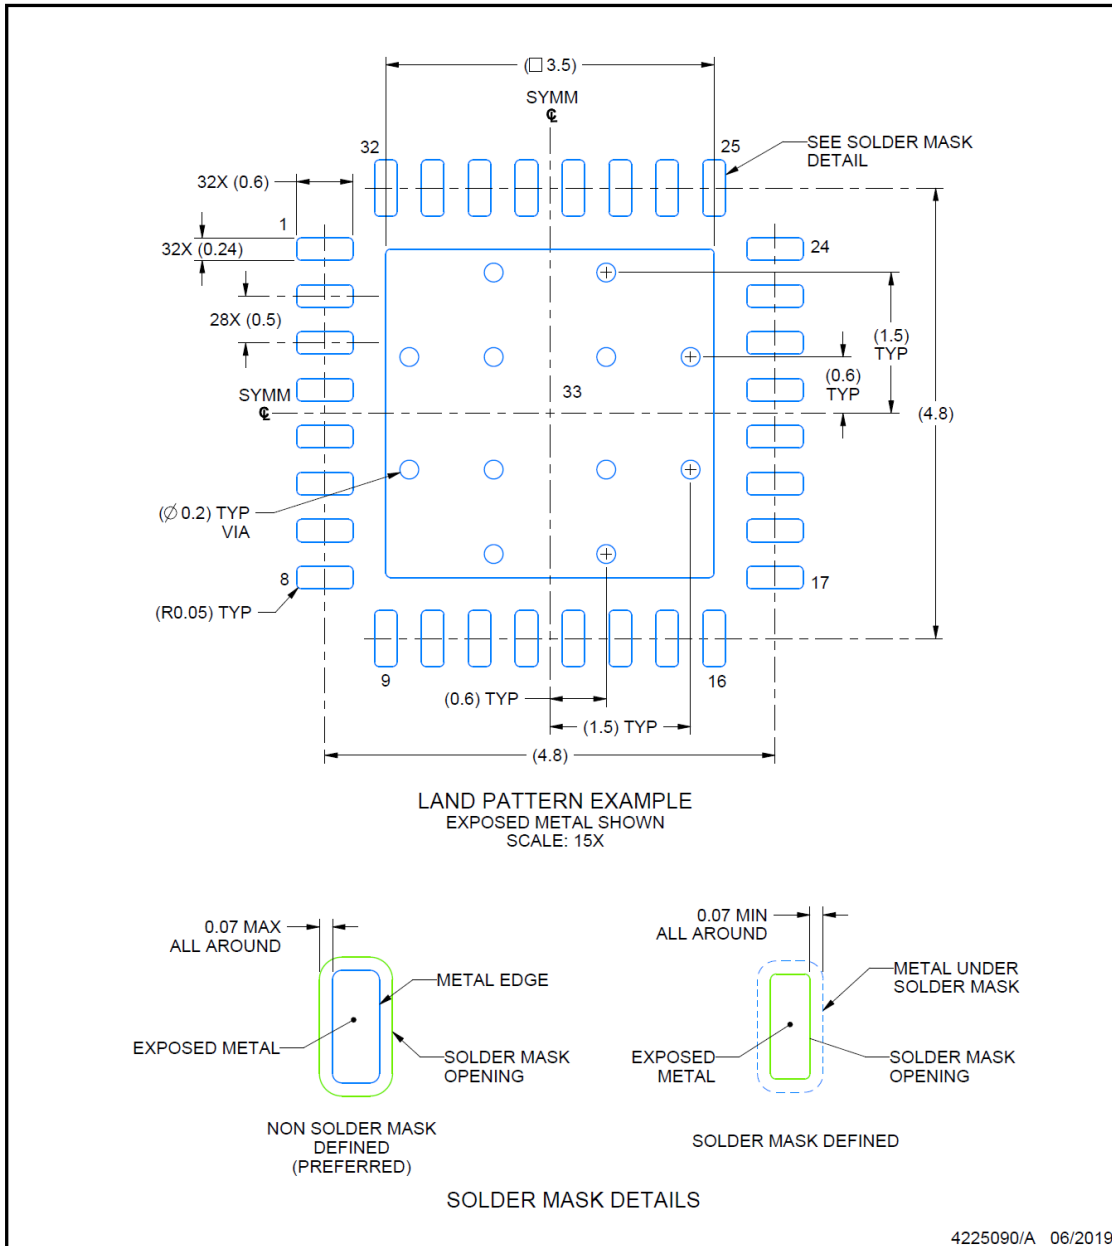 (□ 3.5)
SYMM
℄
32
25
SEE SOLDER MASK
DETAIL
32X (0.6)
1
24
32X (0.24)
28X (0.5)
(1.5)
TYP
(0.6)
TYP
SYMM
℄
33
(4.8)
(∅ 0.2) TYP
VIA
8
17
(R0.05) TYP
9
16
(0.6) TYP
(1.5) TYP
(4.8)
LAND PATTERN EXAMPLE
EXPOSED METAL SHOWN
SCALE: 15X
0.07 MAX
ALL AROUND
METAL EDGE
EXPOSED METAL
SOLDER MASK
OPENING
NON SOLDER MASK
DEFINED
(PREFERRED)
0.07 MIN
ALL AROUND
METAL UNDER
SOLDER MASK
EXPOSED
METAL
SOLDER MASK
OPENING
SOLDER MASK DEFINED
SOLDER MASK DETAILS
4225090/A 06/2019